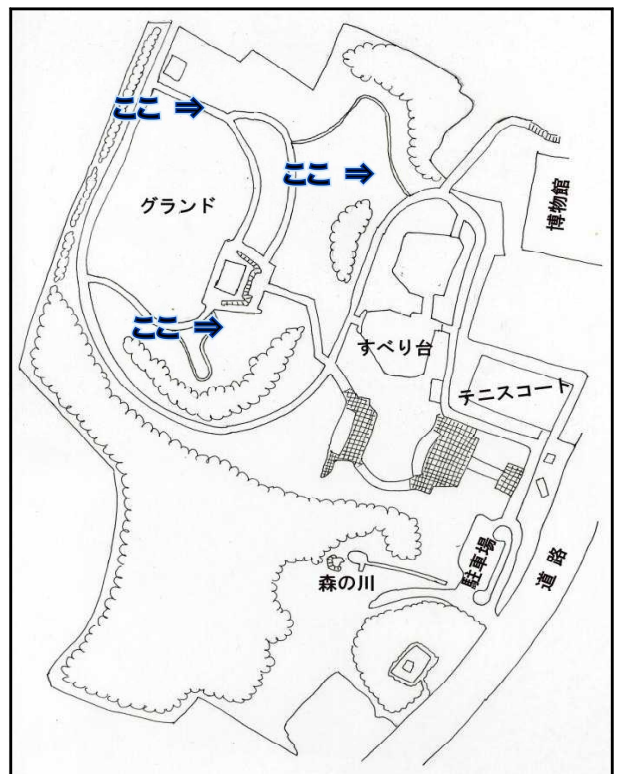 ここ ⇒
ここ ⇒
グランド
博物館
ここ ⇒
すべり台
テニスコート
駐車場
道路
森の川